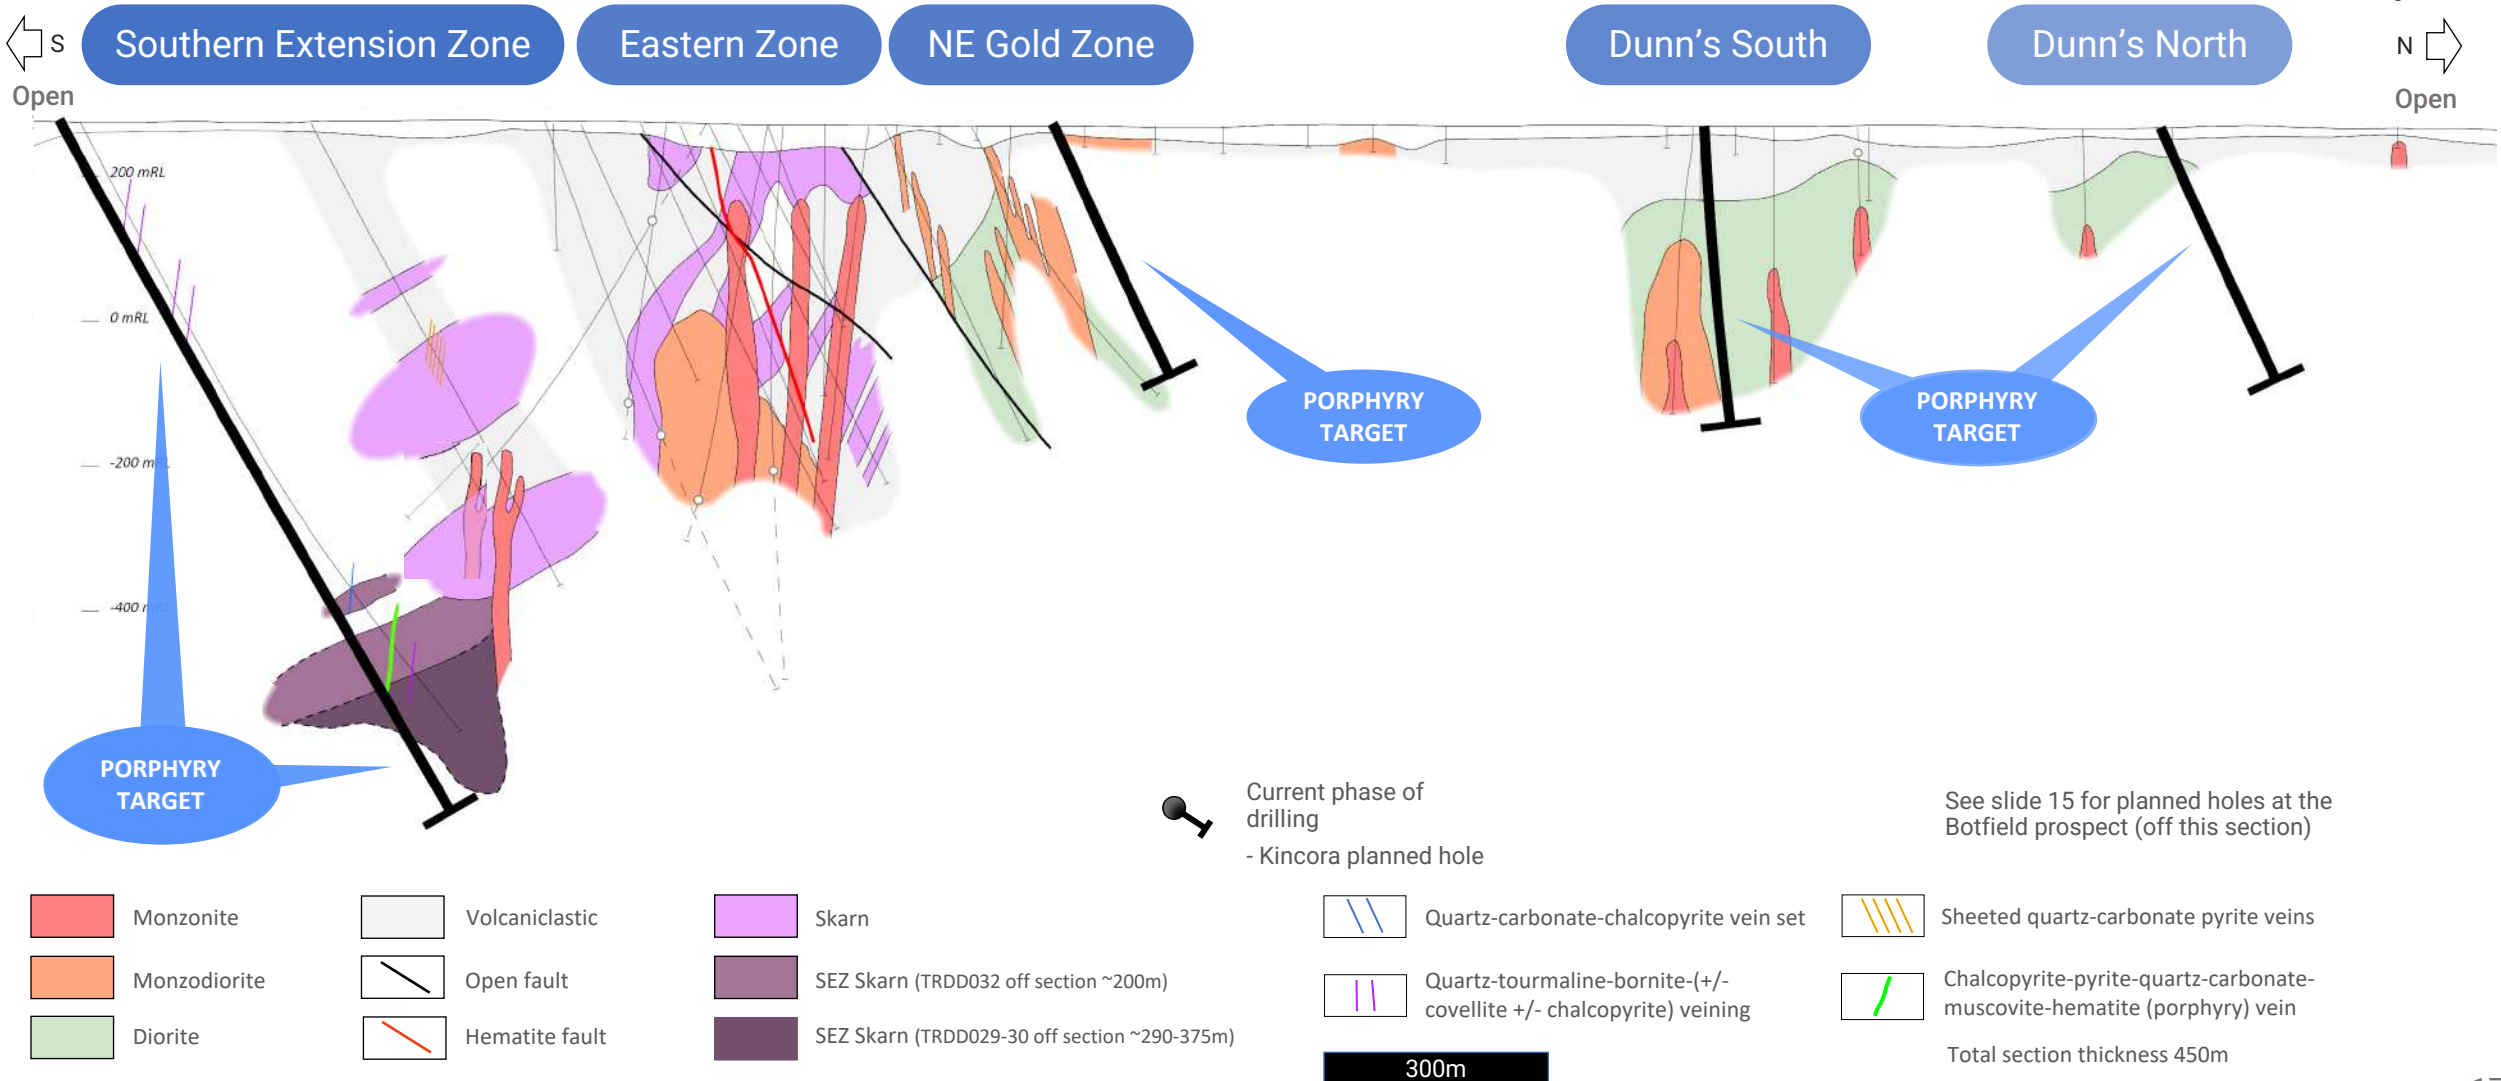 Southern Extension Zone
Eastern Zone
NE Gold Zone
Dunn’s South
Dunn’s North
S
N
Open
Open
200 mRL
0 mRL
-200 mRL
-400 mRL
PORPHYRY
TARGET
PORPHYRY
TARGET
PORPHYRY
TARGET
Current phase of
drilling
- Kincora planned hole
See slide 15 for planned holes at the
Botfield prospect (off this section)
Monzonite
Monzodiorite
Diorite
Volcaniclastic
Open fault
Hematite fault
Skarn
SEZ Skarn (TRDD032 off section ~200m)
SEZ Skarn (TRDD029-30 off section ~290-375m)
Quartz-carbonate-chalcopyrite vein set
Quartz-tourmaline-bornite-(+/-
covellite +/- chalcopyrite) veining
300m
Sheeted quartz-carbonate pyrite veins
Chalcopyrite-pyrite-quartz-carbonate-
muscovite-hematite (porphyry) vein
Total section thickness 450m